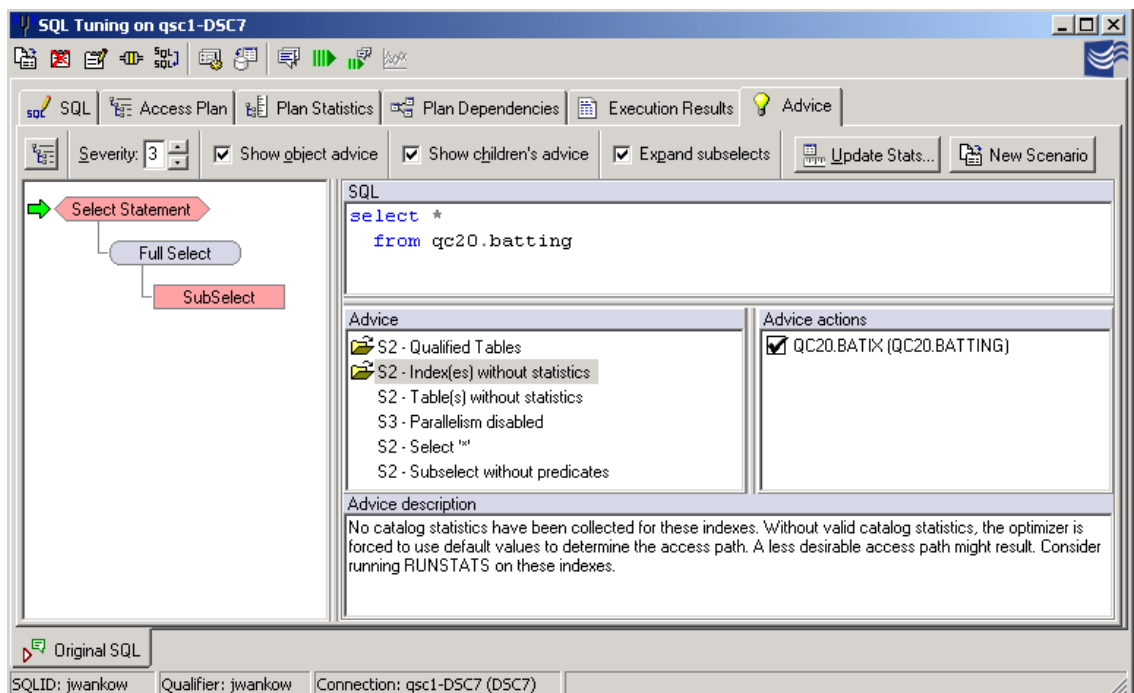 SQL Tuning on qsc1-DSC7
SQL SQL
sql SQL Access Plan Plan Statistics Plan Dependencies Execution Results Advice
Severity: 3 Show object advice Show children's advice Expand subselects Update Stats... New Scenario
Select Statement
Full Select
SubSelect
SQL
select *
from qc20.batting
Advice
S2 - Qualified Tables
S2 - Index(es) without statistics
S2 - Table(s) without statistics
S3 - Parallelism disabled
S2 - Select '*'
S2 - Subselect without predicates
Advice actions
QC20.BATIX (QC20.BATTING)
Advice description
No catalog statistics have been collected for these indexes. Without valid catalog statistics, the optimizer is
forced to use default values to determine the access path. A less desirable access path might result. Consider
running RUNSTATS on these indexes.
Original SQL
SQLID: jwankow Qualifier: jwankow Connection: qsc1-DSC7 (DSC7)